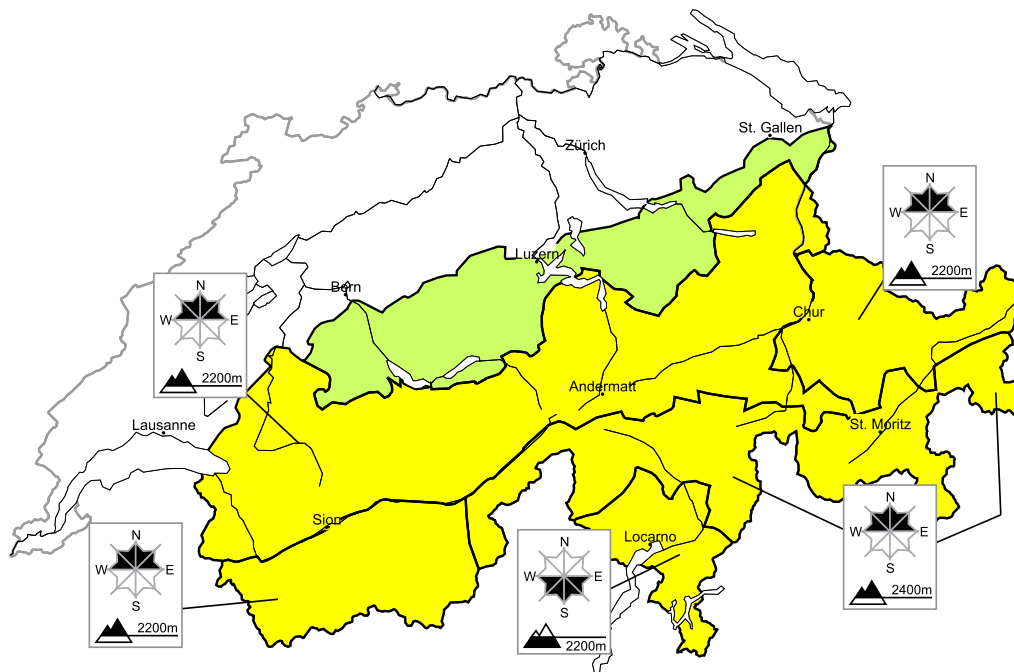 St. Gallen
Zürich
N
W E
S
2200m
Luzern
Bern
N
W E
S
2200m
Chur
Andermatt
Lausanne
St. Moritz
Sion
N
W E
S
2400m
Locarno
N
W E
S
2200m
N
W E
S
2200m